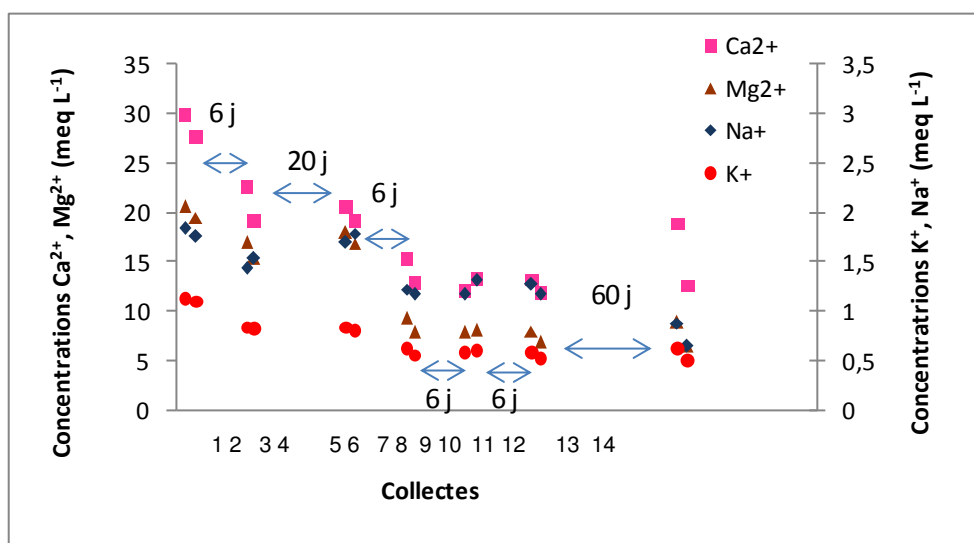 Ca2+
Mg2+
Na+
K+
Concentrations Ca²⁺, Mg²⁺ (meq L⁻¹)
35
30
25
20
15
10
5
0
6 j
20 j
6 j
60 j
6 j
6 j
3,5
3
2,5
2
1,5
1
0,5
0
Concentratrions K⁺, Na⁺ (meq L⁻¹)
1 2 3 4 5 6 7 8 9 10 11 12 13 14
Collectes